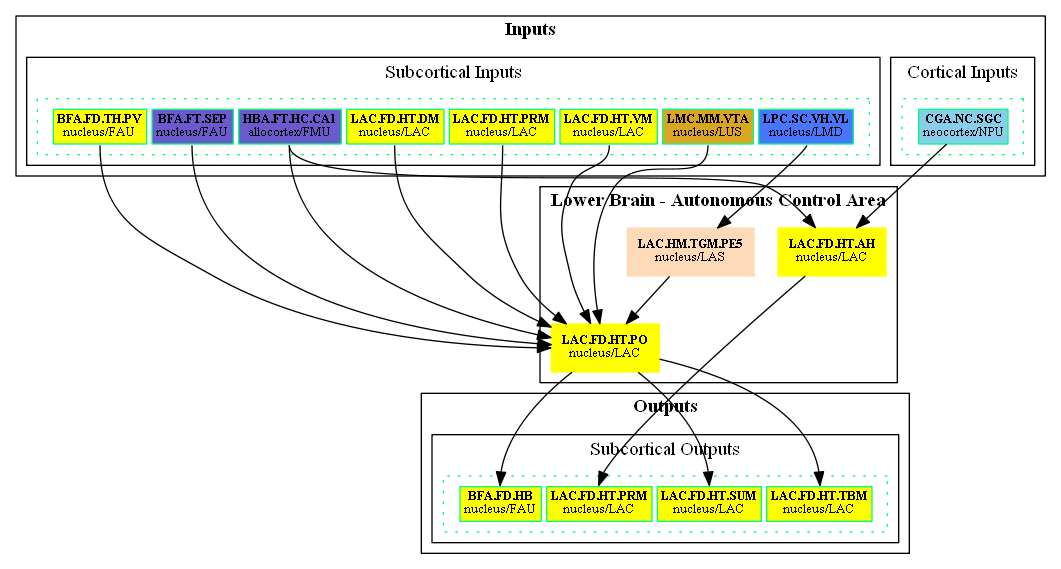 Inputs
Subcortical Inputs
Cortical Inputs
BFA.FD.TH.PV
nucleus/FAU
BFA.FT.SEP
nucleus/FAU
HBA.FT.HC.CA1
allocortex/FMU
LAC.FD.HT.DM
nucleus/LAC
LAC.FD.HT.PRM
nucleus/LAC
LAC.FD.HT.VM
nucleus/LAC
LMC.MM.VTA
nucleus/LUS
LPC.SC.VH.VL
nucleus/LMD
CGA.NC.SGC
neocortex/NPU
Lower Brain - Autonomous Control Area
LAC.HM.TGM.PE5
nucleus/LAS
LAC.FD.HT.AH
nucleus/LAC
LAC.FD.HT.PO
nucleus/LAC
Outputs
Subcortical Outputs
BFA.FD.HB
nucleus/FAU
LAC.FD.HT.PRM
nucleus/LAC
LAC.FD.HT.SUM
nucleus/LAC
LAC.FD.HT.TBM
nucleus/LAC